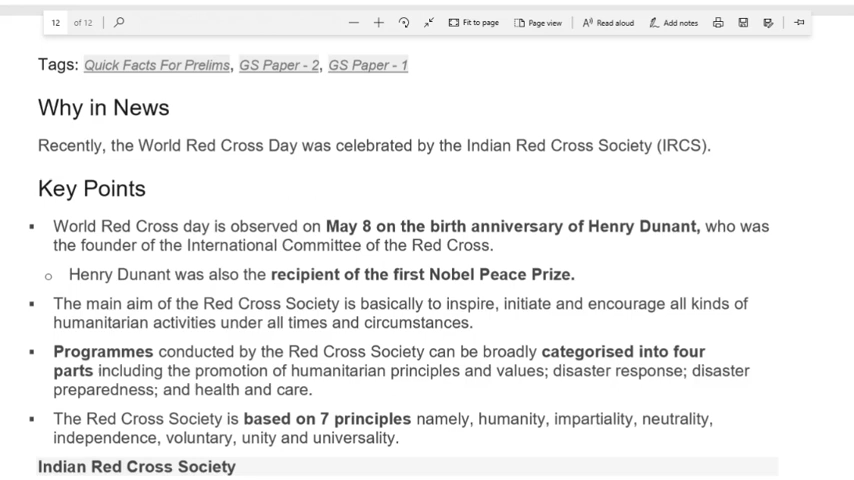 12 of 12 Fit to page Page view Read aloud Add notes
Tags: Quick Facts For Prelims, GS Paper - 2, GS Paper - 1
Why in News
Recently, the World Red Cross Day was celebrated by the Indian Red Cross Society (IRCS).
Key Points
▪ World Red Cross day is observed on May 8 on the birth anniversary of Henry Dunant, who was
the founder of the International Committee of the Red Cross.
o Henry Dunant was also the recipient of the first Nobel Peace Prize.
▪ The main aim of the Red Cross Society is basically to inspire, initiate and encourage all kinds of
humanitarian activities under all times and circumstances.
▪ Programmes conducted by the Red Cross Society can be broadly categorised into four
parts including the promotion of humanitarian principles and values; disaster response; disaster
preparedness; and health and care.
▪ The Red Cross Society is based on 7 principles namely, humanity, impartiality, neutrality,
independence, voluntary, unity and universality.
Indian Red Cross Society